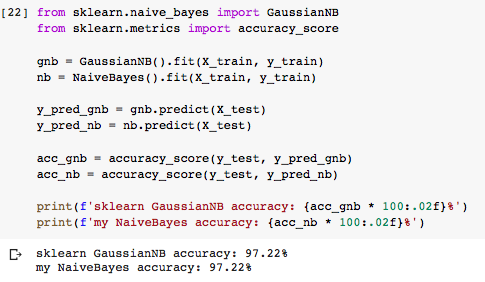 [22] from sklearn.naive_bayes import GaussianNB
from sklearn.metrics import accuracy_score
gnb = GaussianNB().fit(X_train, y_train)
nb = NaiveBayes().fit(X_train, y_train)
y_pred_gnb = gnb.predict(X_test)
y_pred_nb = nb.predict(X_test)
acc_gnb = accuracy_score(y_test, y_pred_gnb)
acc_nb = accuracy_score(y_test, y_pred_nb)
print(f'sklearn GaussianNB accuracy: {acc_gnb * 100:.02f}%')
print(f'my NaiveBayes accuracy: {acc_nb * 100:.02f}%')
sklearn GaussianNB accuracy: 97.22%
my NaiveBayes accuracy: 97.22%